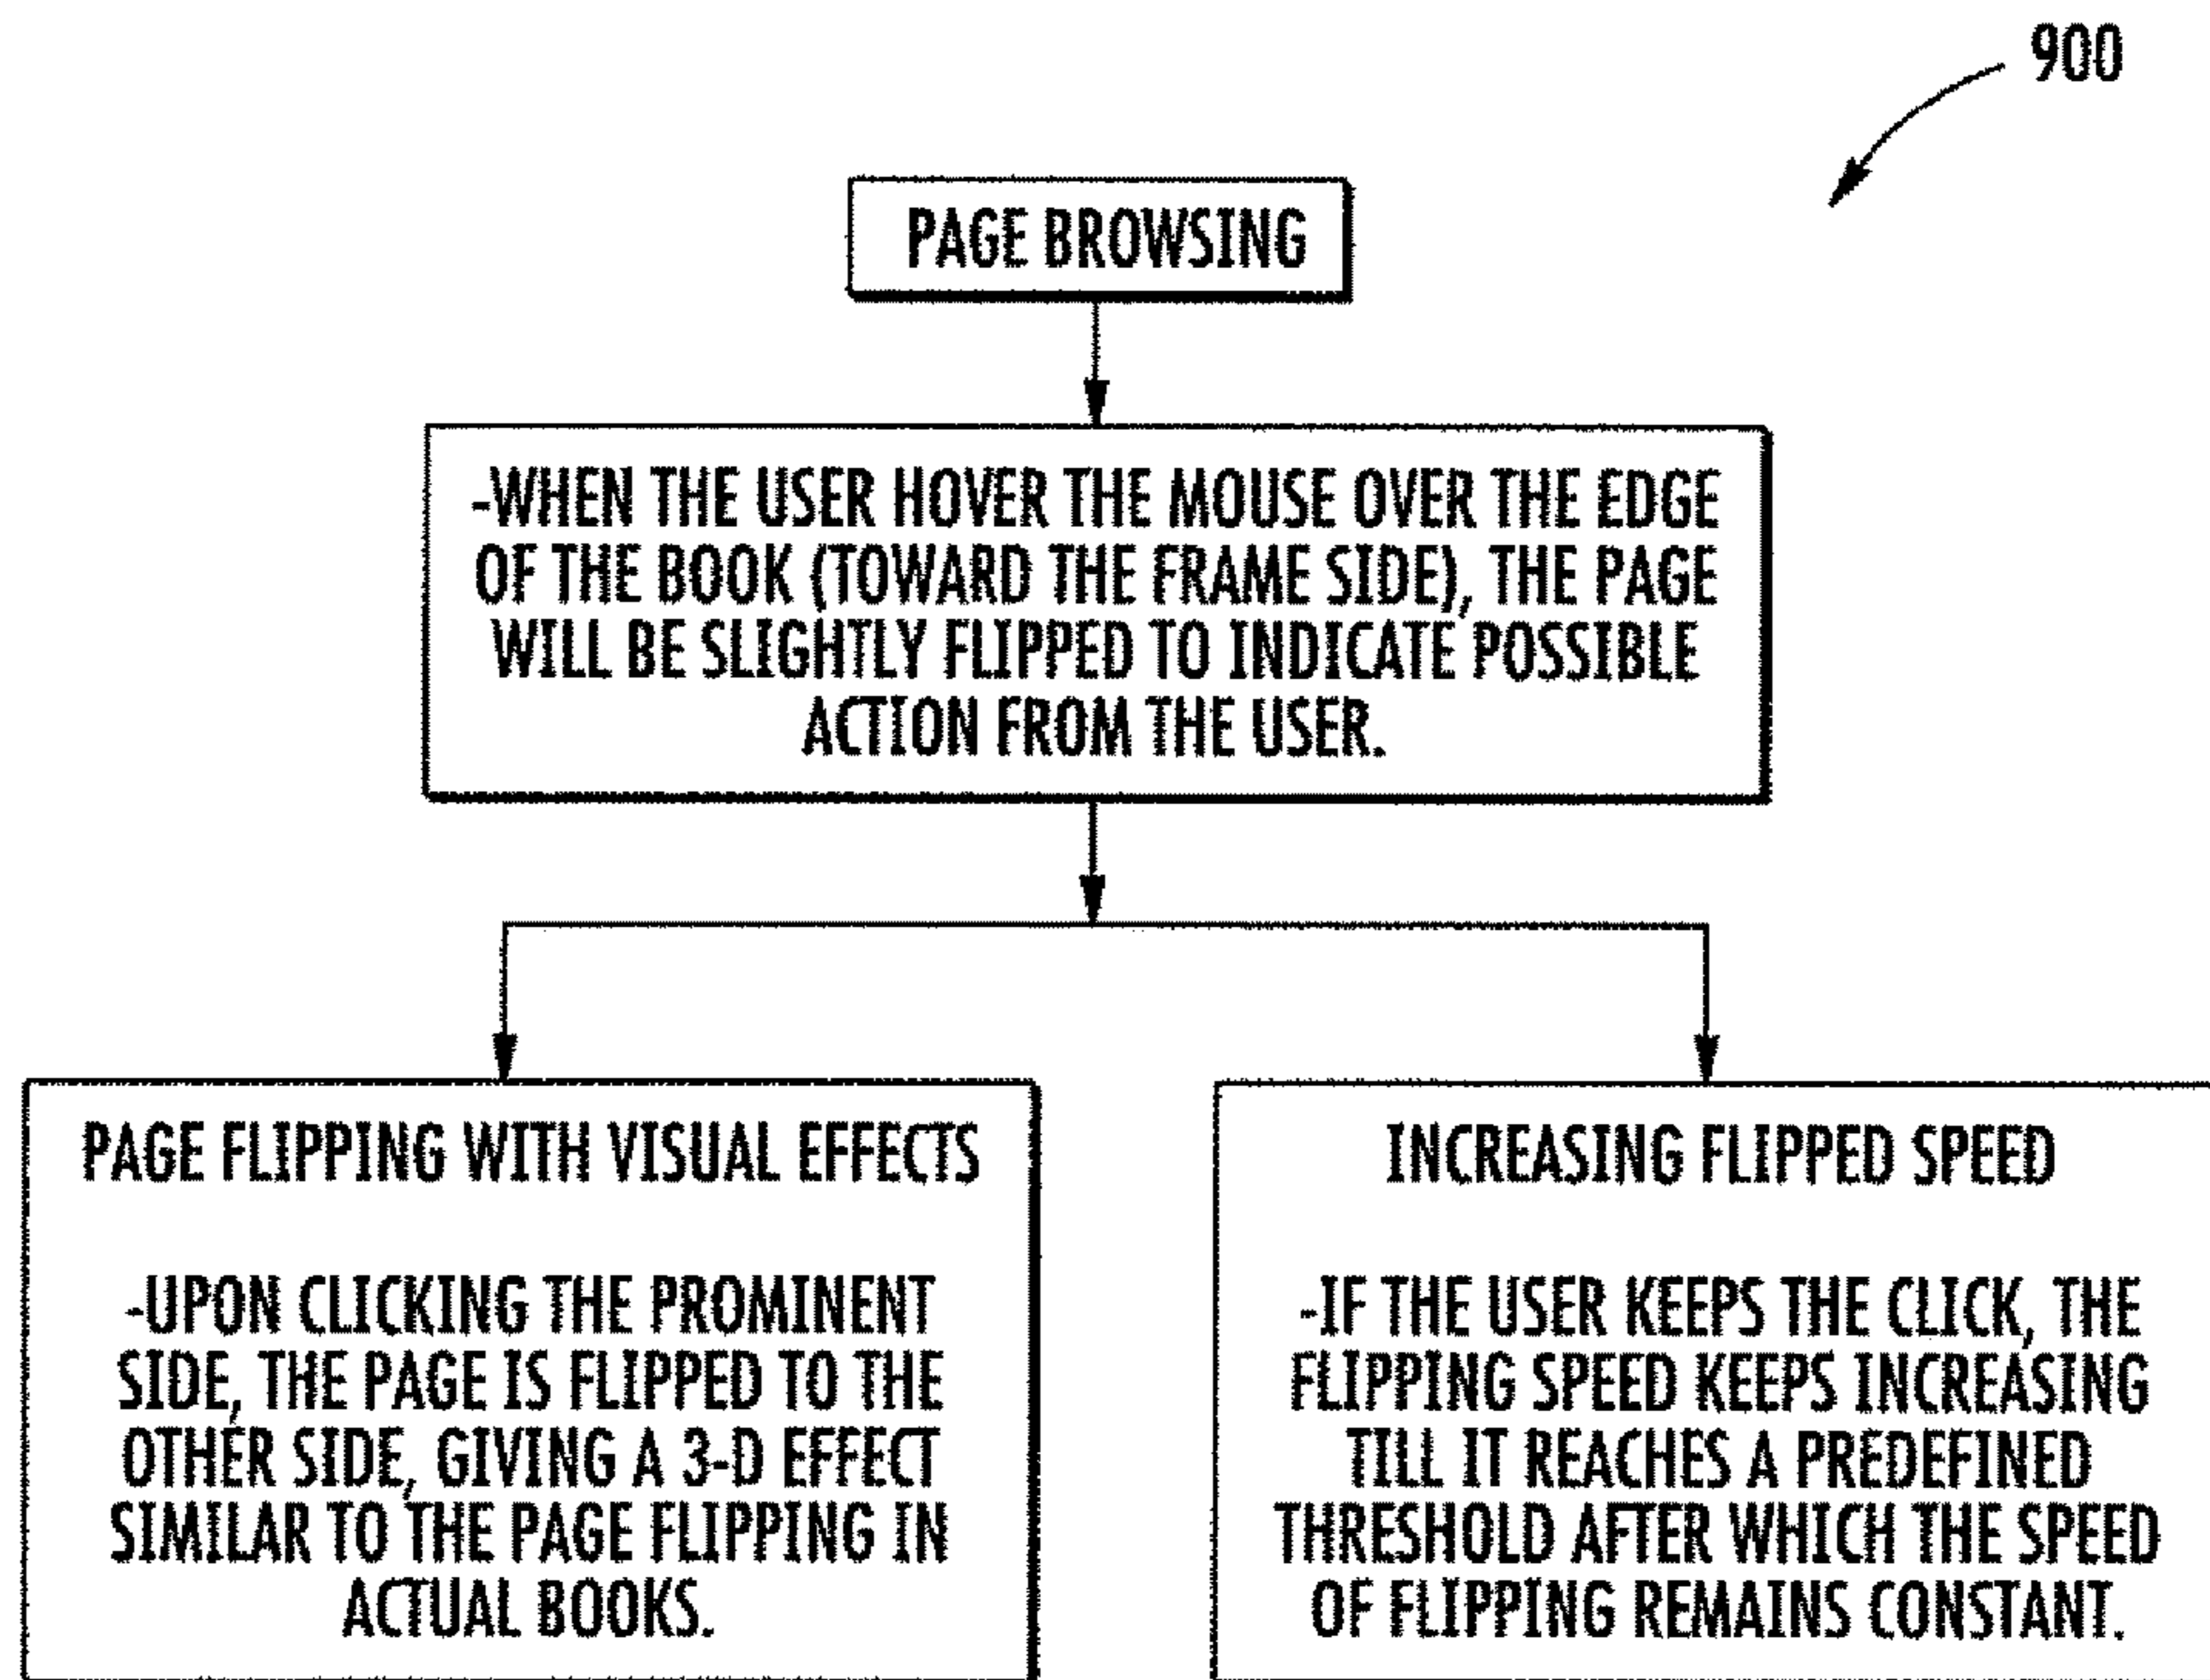 900
PAGE BROWSING
-WHEN THE USER HOVER THE MOUSE OVER THE EDGE
OF THE BOOK (TOWARD THE FRAME SIDE), THE PAGE
WILL BE SLIGHTLY FLIPPED TO INDICATE POSSIBLE
ACTION FROM THE USER.
PAGE FLIPPING WITH VISUAL EFFECTS
-UPON CLICKING THE PROMINENT
SIDE, THE PAGE IS FLIPPED TO THE
OTHER SIDE, GIVING A 3-D EFFECT
SIMILAR TO THE PAGE FLIPPING IN
ACTUAL BOOKS.
INCREASING FLIPPED SPEED
-IF THE USER KEEPS THE CLICK, THE
FLIPPING SPEED KEEPS INCREASING
TILL IT REACHES A PREDEFINED
THRESHOLD AFTER WHICH THE SPEED
OF FLIPPING REMAINS CONSTANT.